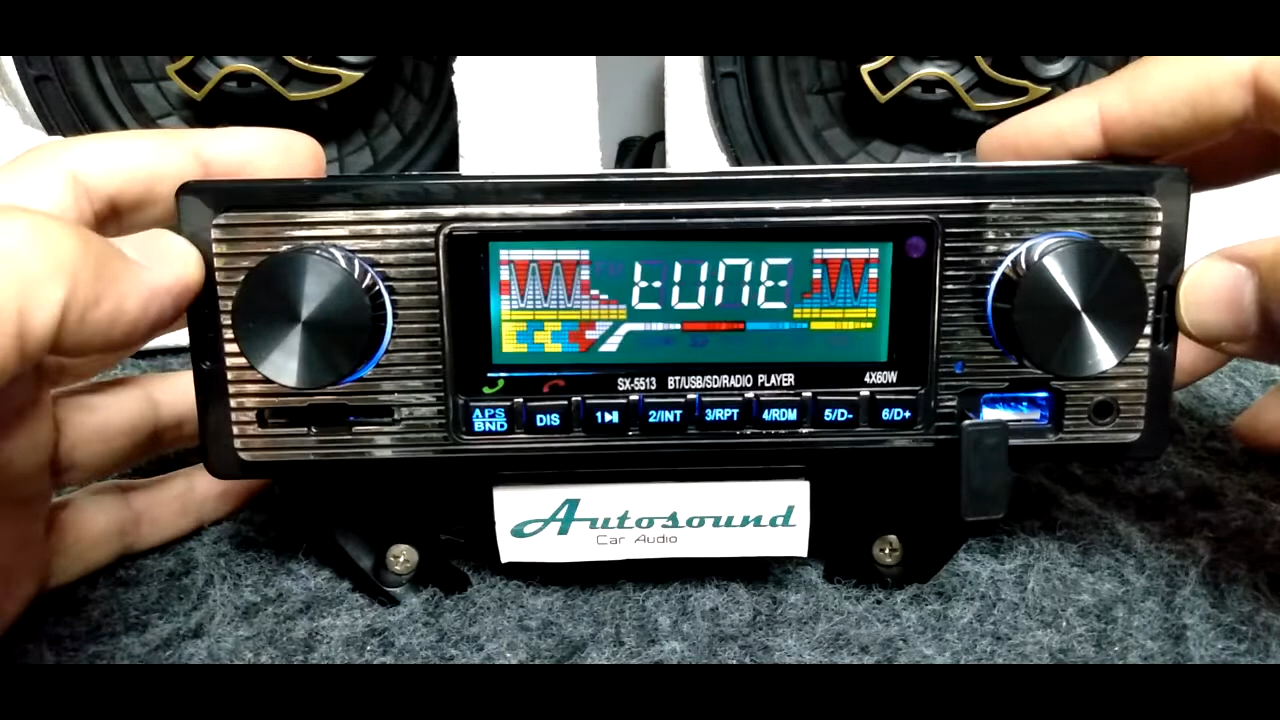 tUNE
SX-5513 BT/USB/SD/RADIO PLAYER 4X60W
APS
BND
DIS
1
2/INT
3/RPT
4/RDM
5/D-
6/D+
Autosound
Car Audio